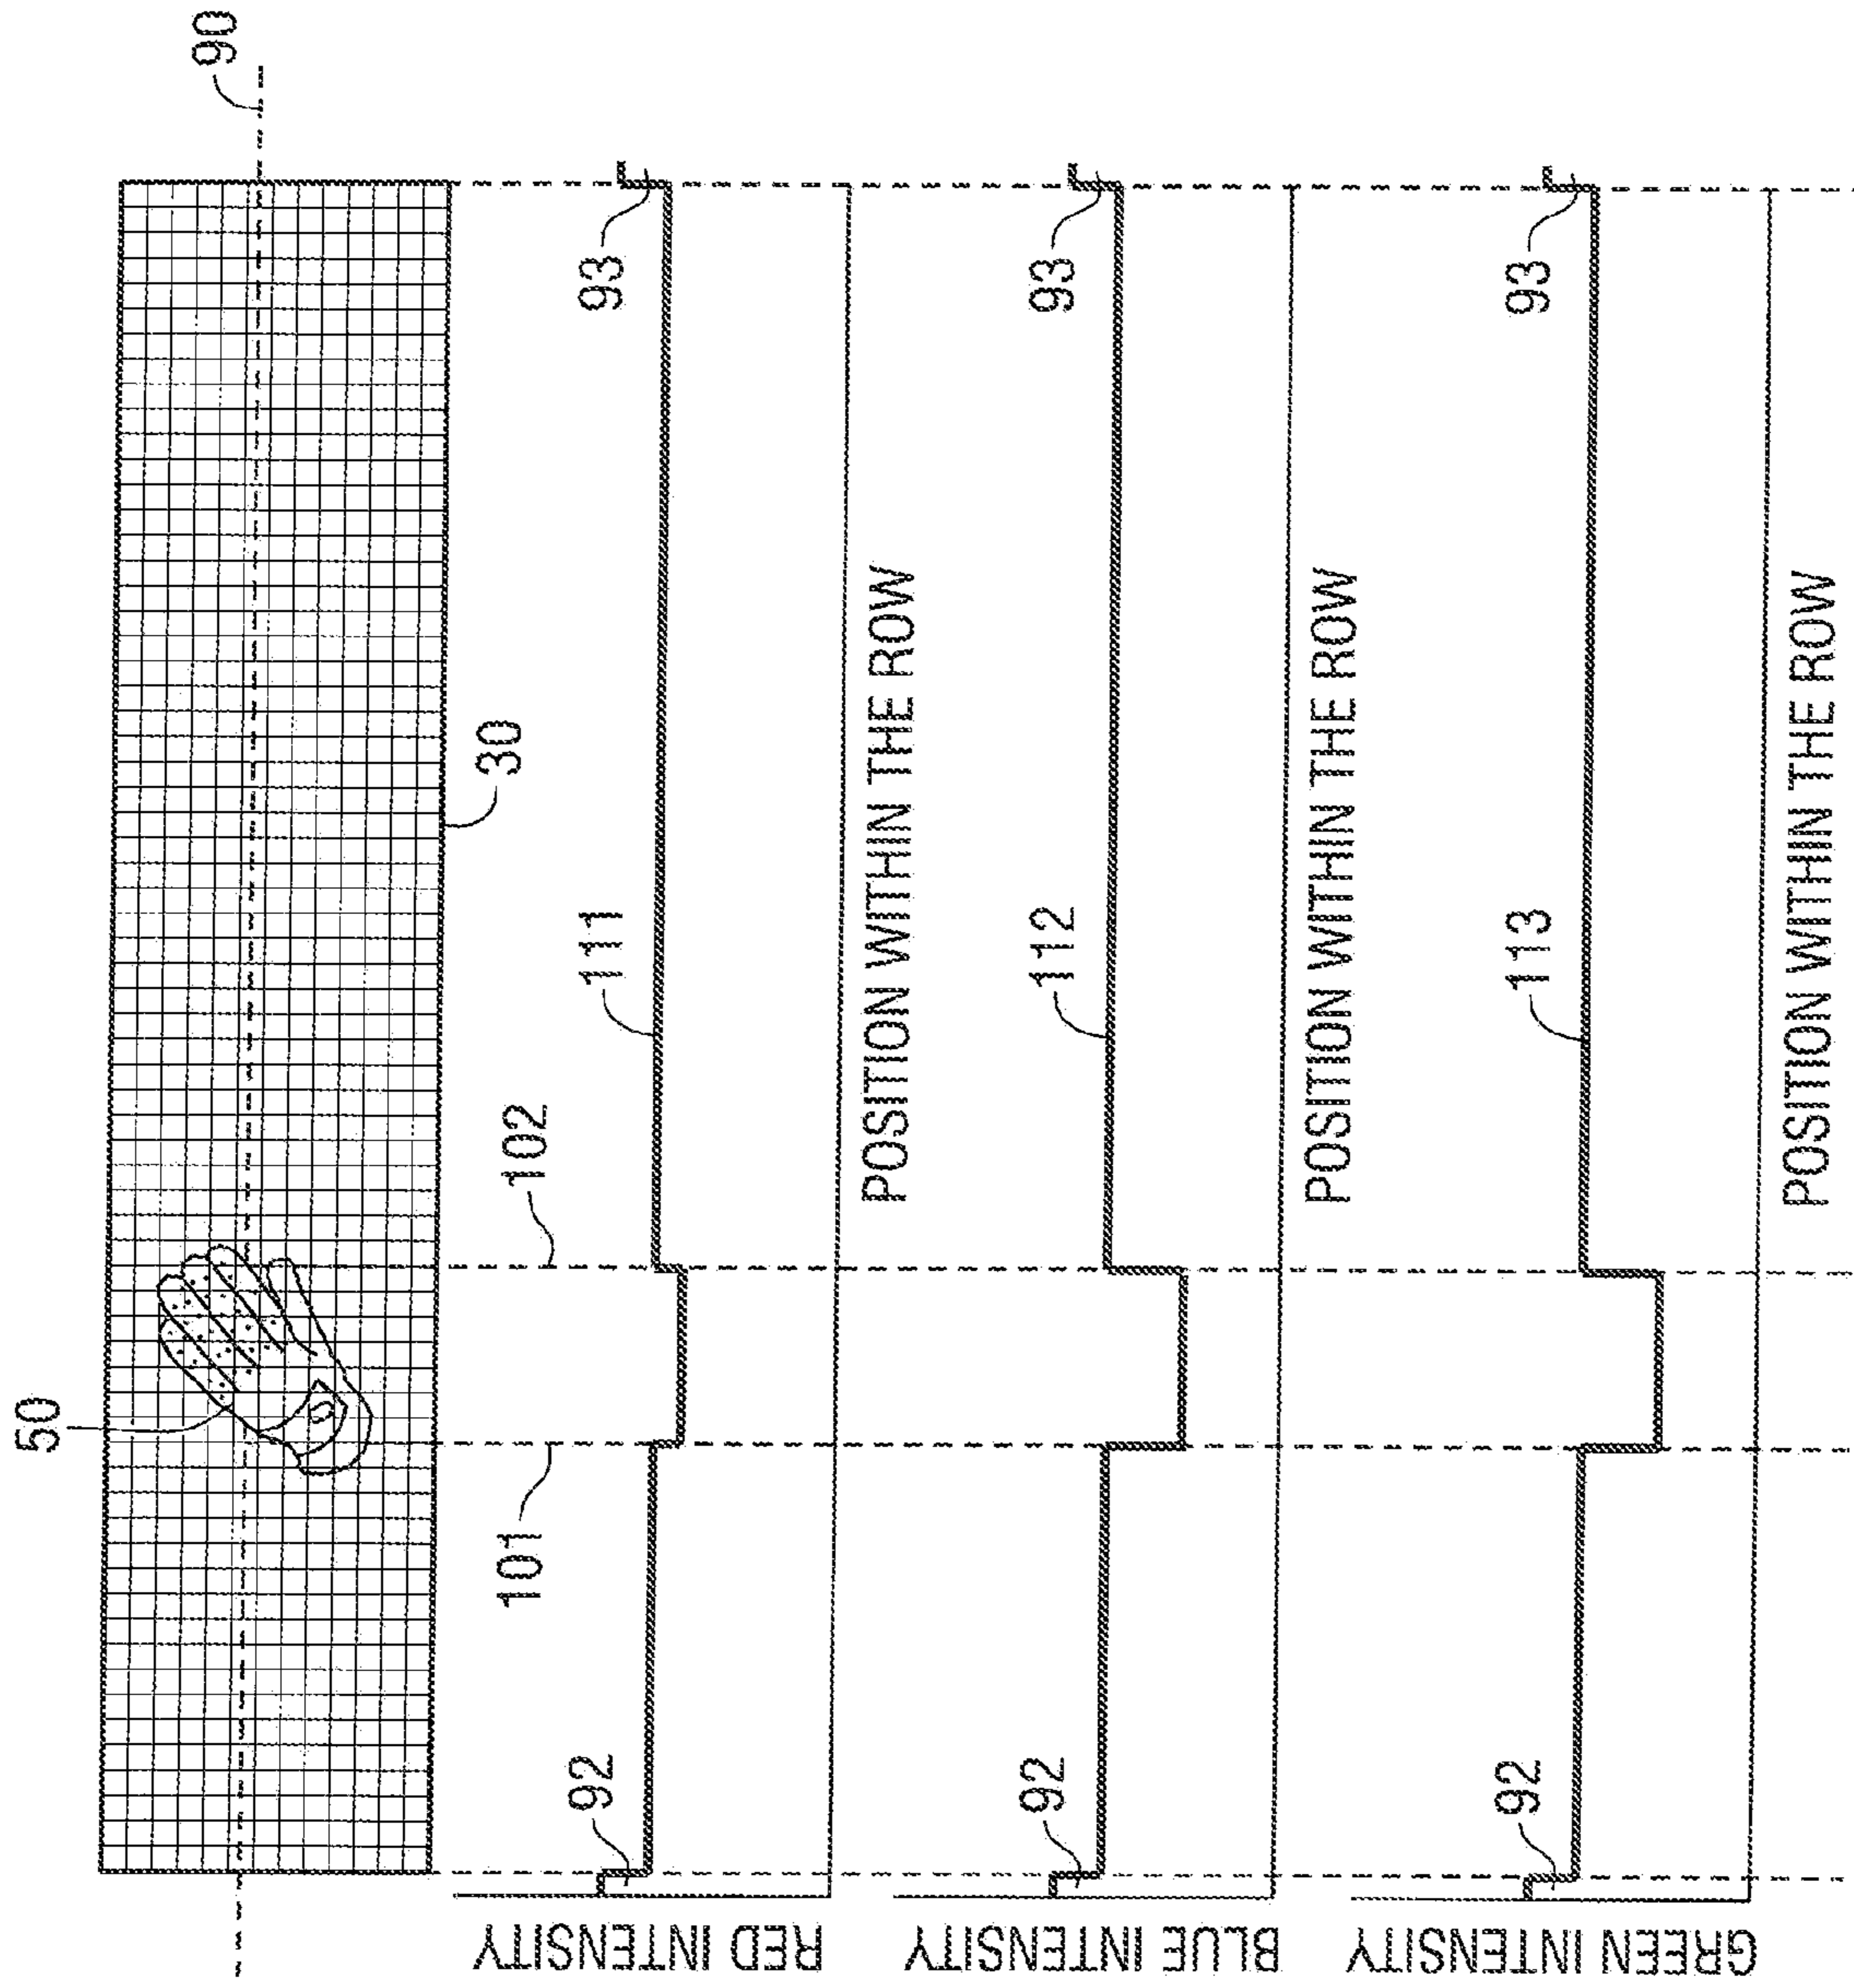 50
90
101
102
30
RED INTENSITY
92
111
93
POSITION WITHIN THE ROW
BLUE INTENSITY
92
112
93
POSITION WITHIN THE ROW
GREEN INTENSITY
92
113
93
POSITION WITHIN THE ROW